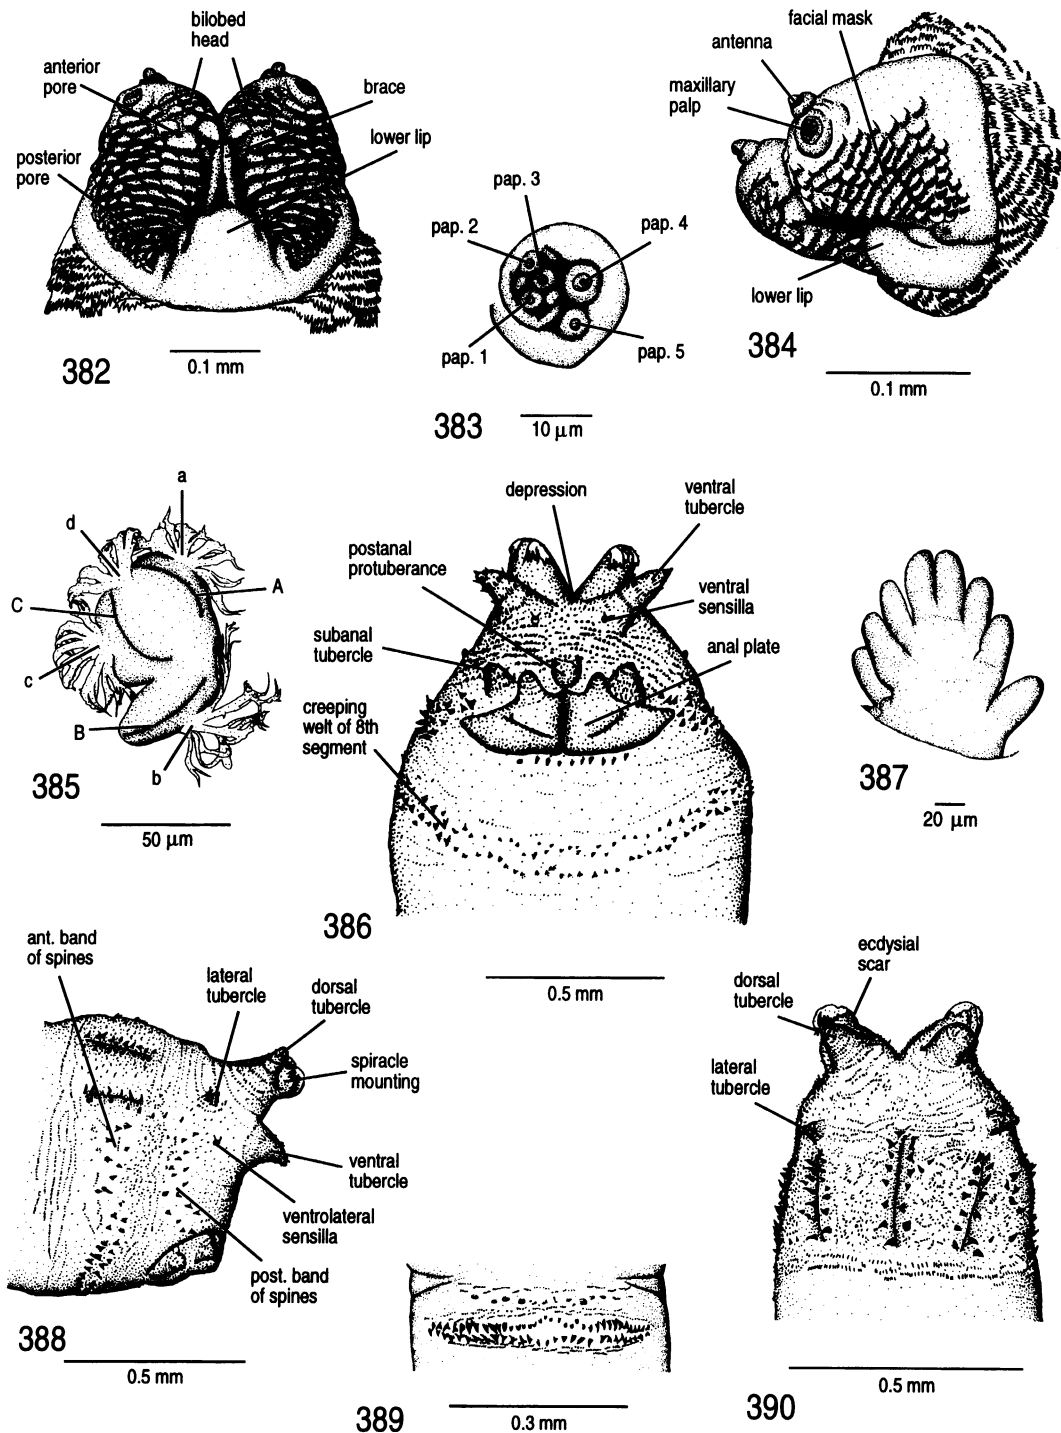 bilobed
head
anterior
pore
brace
lower lip
posterior
pore
382
0.1 mm
pap. 3
pap. 2
pap. 4
pap. 1
pap. 5
383
10 µm
facial mask
antenna
maxillary
palp
lower lip
384
0.1 mm
a
d
A
C
c
B
b
385
50 µm
depression
ventral
tubercle
postanal
protuberance
ventral
sensilla
subanal
tubercle
anal plate
creeping
welt of 8th
segment
386
0.5 mm
387
20 µm
ant. band
of spines
lateral
tubercle
dorsal
tubercle
spiracle
mounting
ventral
tubercle
ventrolateral
sensilla
post. band
of spines
388
0.5 mm
389
0.3 mm
ecdysial
scar
dorsal
tubercle
lateral
tubercle
390
0.5 mm